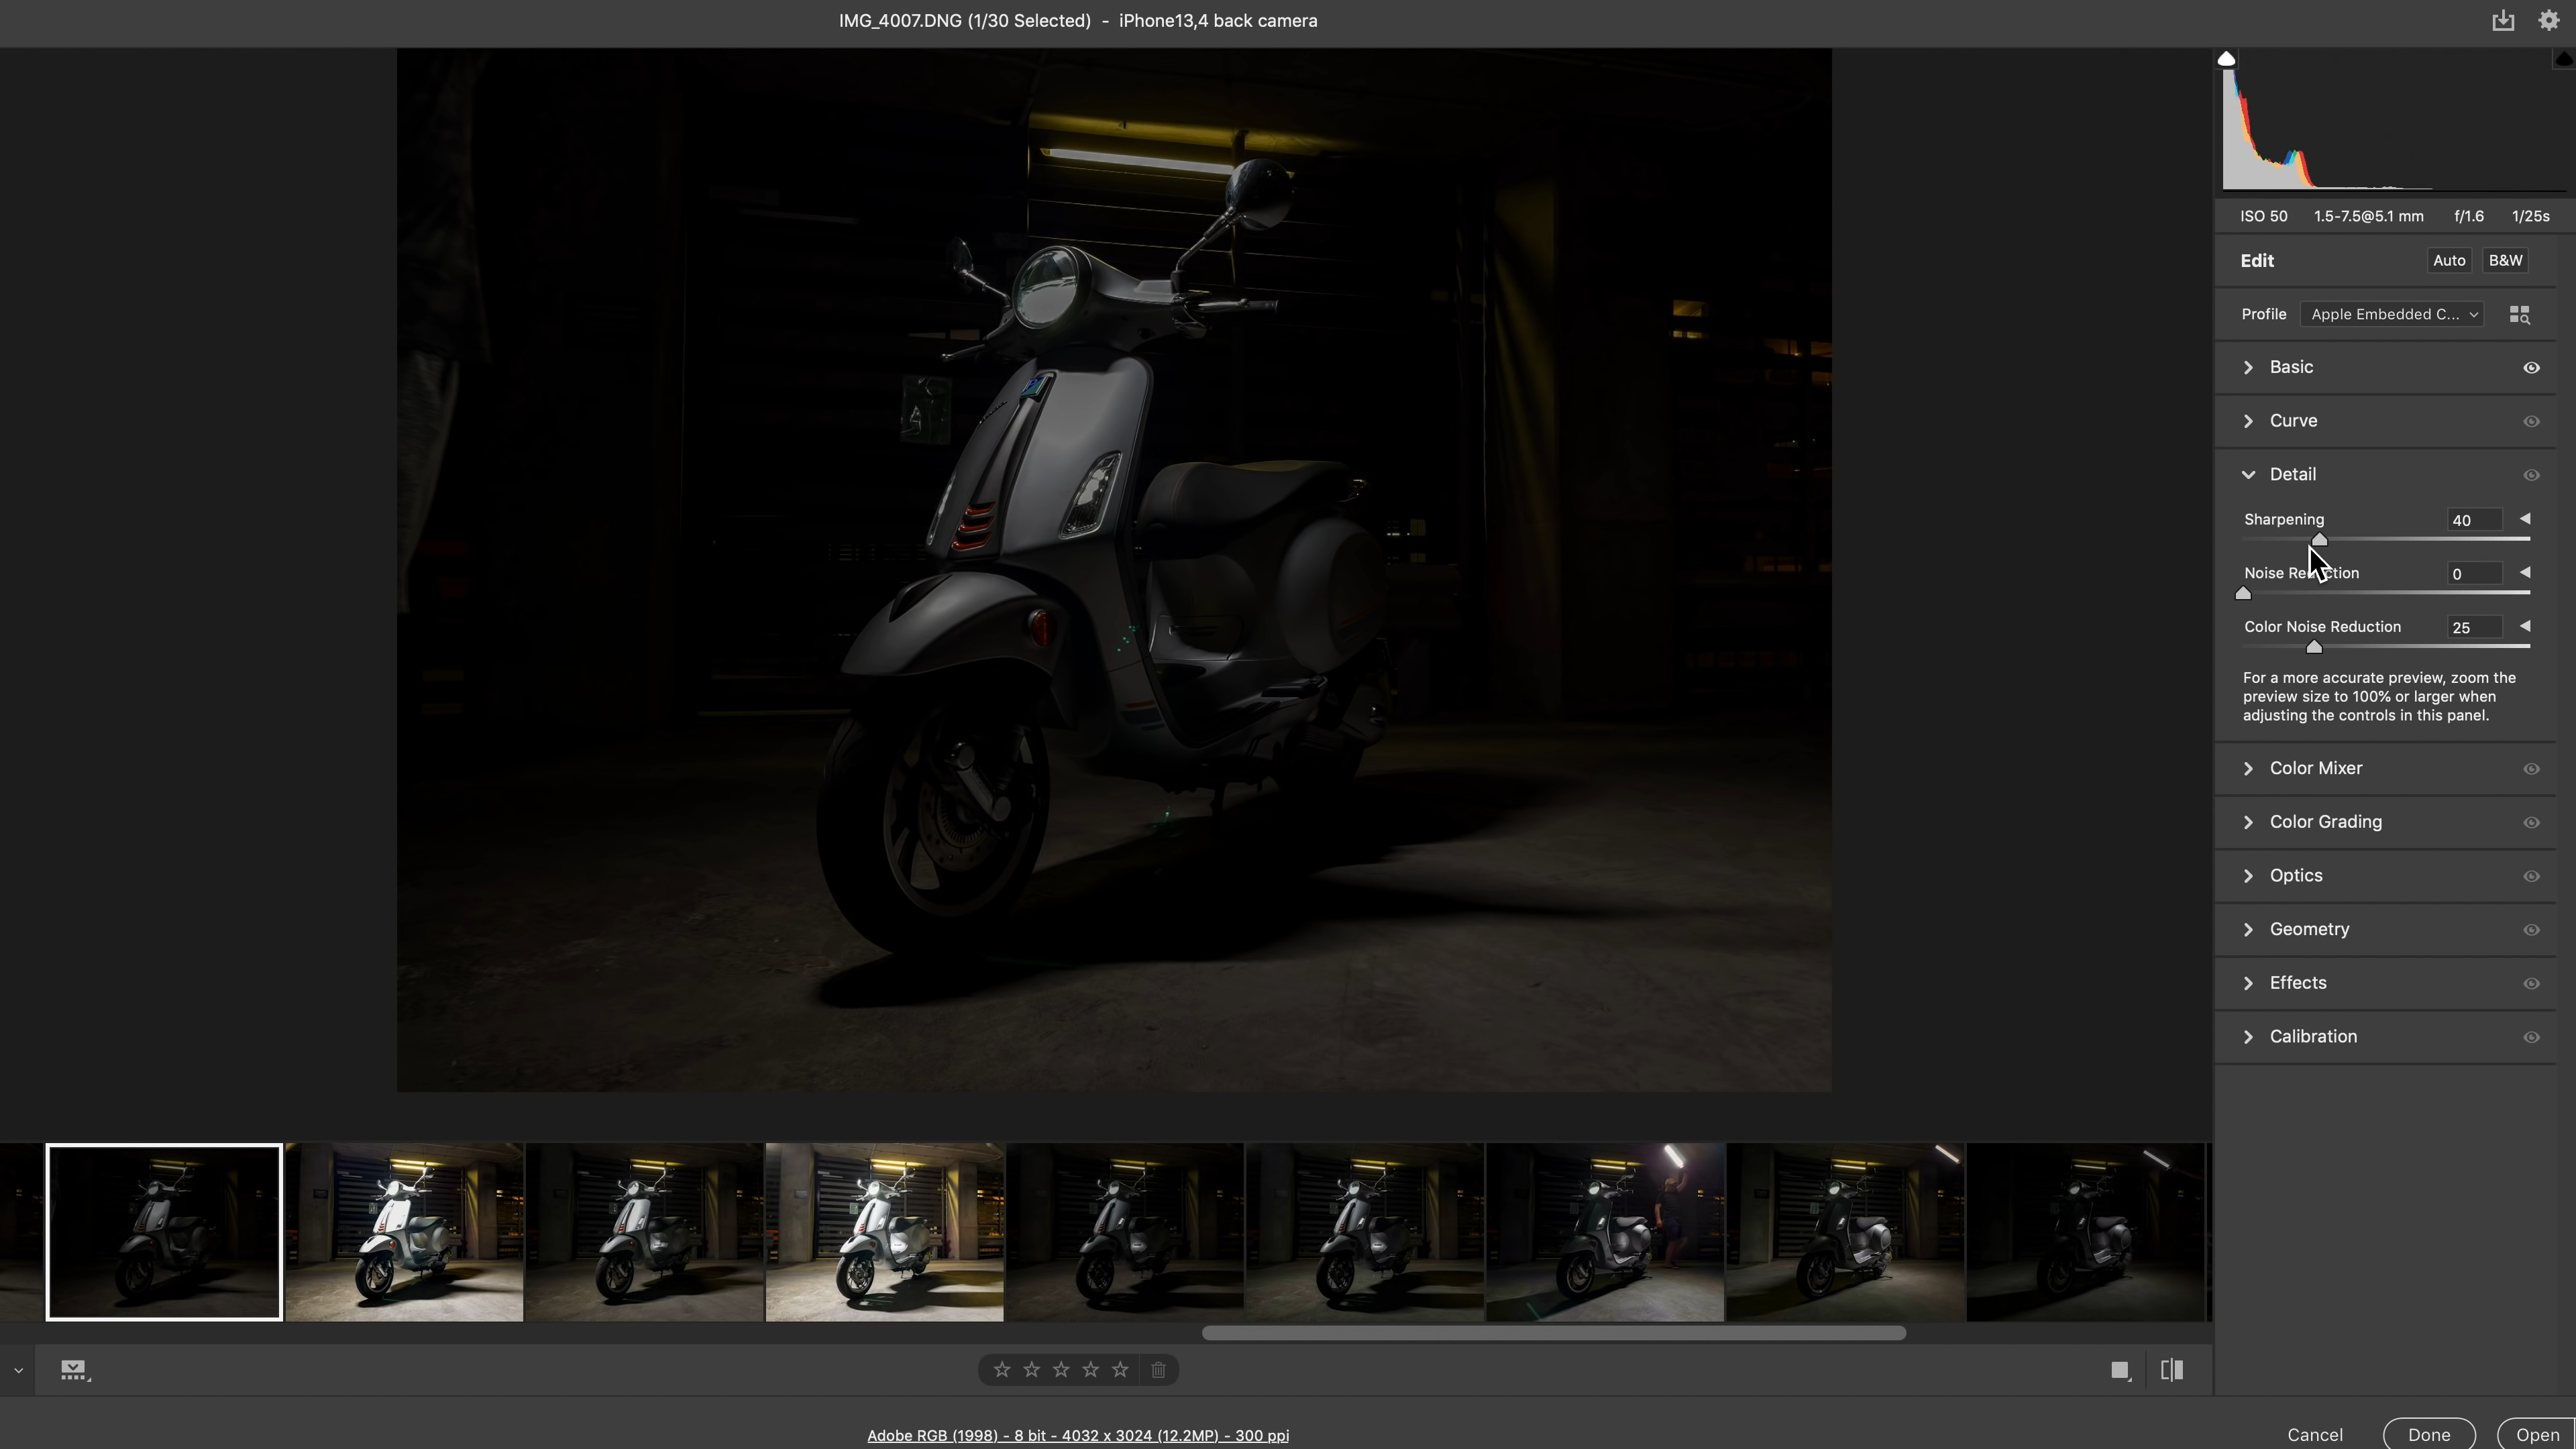 IMG_4007.DNG (1/30 Selected) - iPhone13,4 back camera
ISO 50 1.5-7.5@5.1 mm f/1.6 1/25s
Edit Auto B&W
Profile Apple Embedded C...
Basic
Curve
Detail
Sharpening 40
Noise Reduction 0
Color Noise Reduction 25
For a more accurate preview, zoom the
preview size to 100% or larger when
adjusting the controls in this panel.
Color Mixer
Color Grading
Optics
Geometry
Effects
Calibration
Adobe RGB (1998) - 8 bit - 4032 x 3024 (12.2MP) - 300 ppi
Cancel Done Open